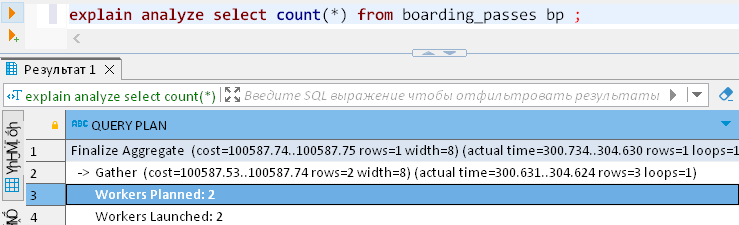 explain analyze select count(*) from boarding_passes bp ;
Результат 1
explain analyze select count(*)
Введите SQL выражение чтобы отфильтровать результаты
ABC QUERY PLAN
1 Finalize Aggregate (cost=100587.74..100587.75 rows=1 width=8) (actual time=300.734..304.630 rows=1 loops=1
2 -> Gather (cost=100587.53..100587.74 rows=2 width=8) (actual time=300.631..304.624 rows=3 loops=1)
3 Workers Planned: 2
4 Workers Launched: 2